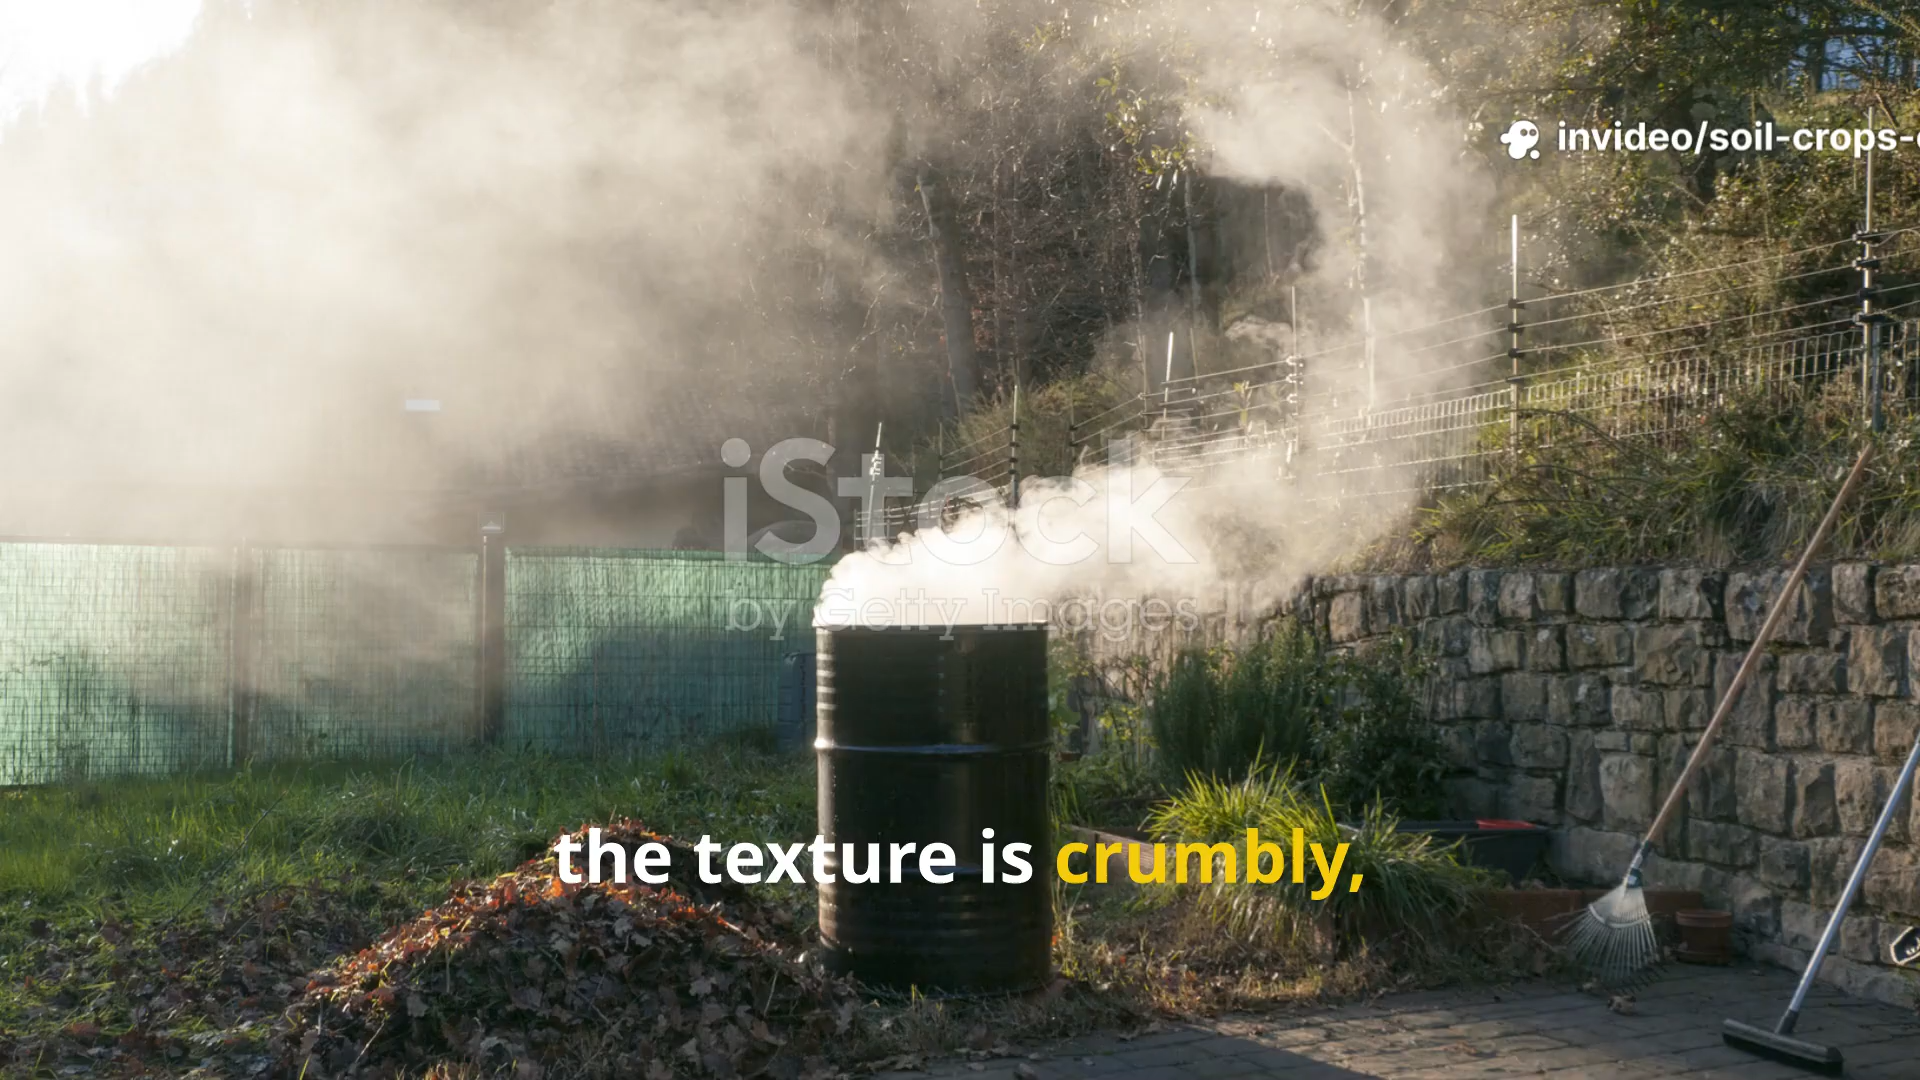 invideo/soil-crops-
iStock
by Getty Images
the texture is crumbly,